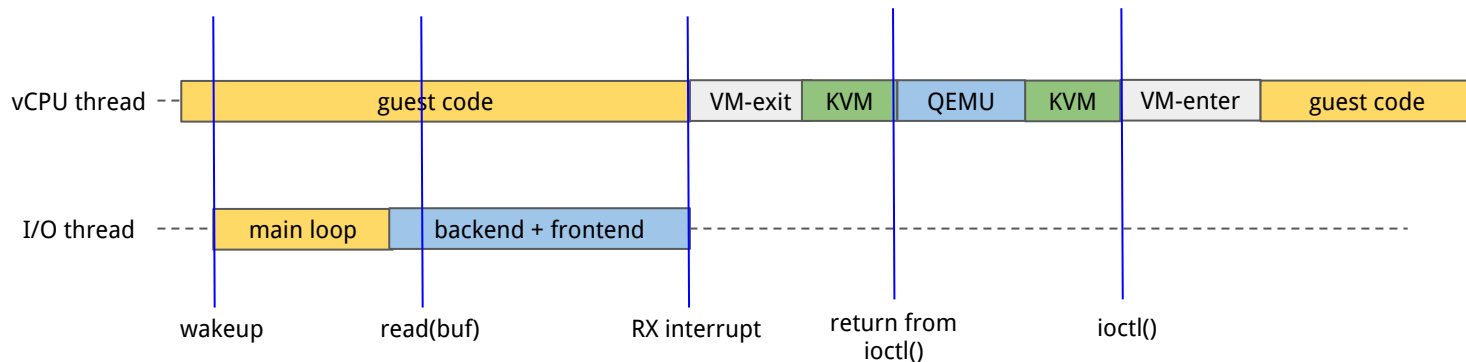 vCPU thread
guest code
VM-exit
KVM
QEMU
KVM
VM-enter
guest code
I/O thread
main loop
backend + frontend
wakeup
read(buf)
RX interrupt
return from
ioctl()
ioctl()